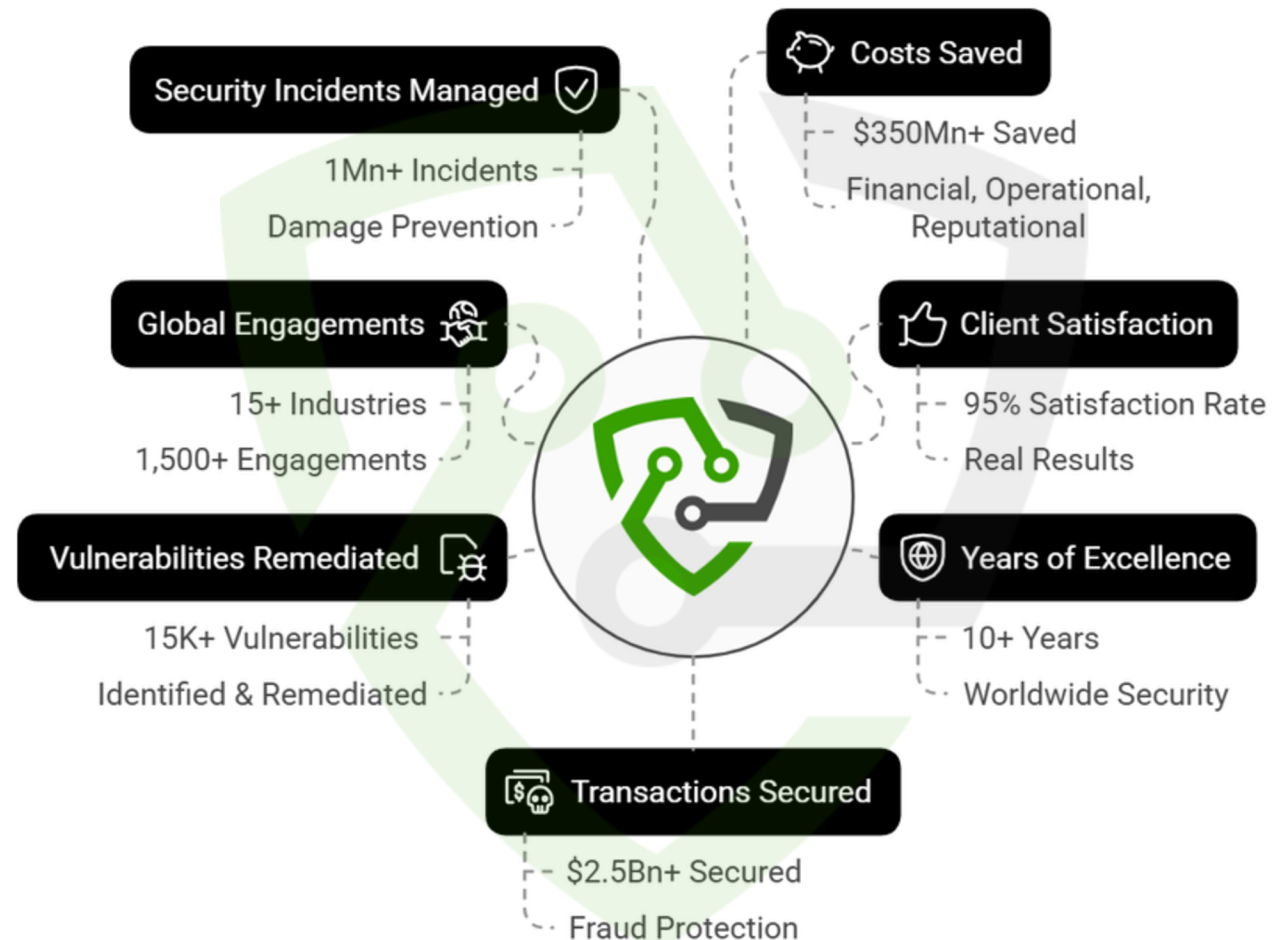 Security Incidents Managed
1Mn+ Incidents
Damage Prevention
Costs Saved
$350Mn+ Saved
Financial, Operational,
Reputational
Global Engagements
15+ Industries
1,500+ Engagements
Client Satisfaction
95% Satisfaction Rate
Real Results
Vulnerabilities Remediated
15K+ Vulnerabilities
Identified & Remediated
Years of Excellence
10+ Years
Worldwide Security
Transactions Secured
$2.5Bn+ Secured
Fraud Protection